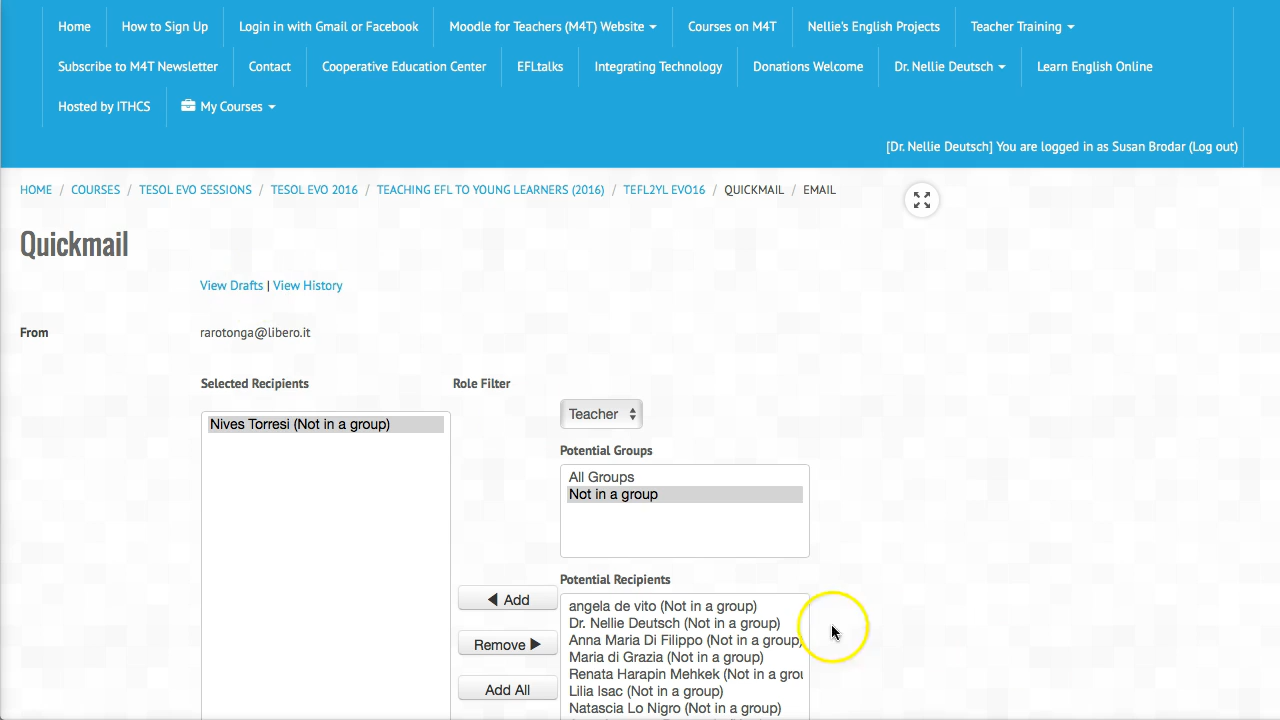 Home How to Sign Up Login in with Gmail or Facebook Moodle for Teachers (M4T) Website Courses on M4T Nellie's English Projects Teacher Training
Subscribe to M4T Newsletter Contact Cooperative Education Center EFLtalks Integrating Technology Donations Welcome Dr. Nellie Deutsch Learn English Online
Hosted by ITHCS My Courses
[Dr. Nellie Deutsch] You are logged in as Susan Brodar (Log out)
HOME / COURSES / TESOL EVO SESSIONS / TESOL EVO 2016 / TEACHING EFL TO YOUNG LEARNERS (2016) / TEFL2YL EVO16 / QUICKMAIL / EMAIL
Quickmail
View Drafts | View History
From rarotonga@libero.it
Selected Recipients Role Filter
Teacher
Nives Torresi (Not in a group)
Potential Groups
All Groups
Not in a group
Potential Recipients
◀ Add
Remove ▶
Add All
angela de vito (Not in a group)
Dr. Nellie Deutsch (Not in a group)
Anna Maria Di Filippo (Not in a group)
Maria di Grazia (Not in a group)
Renata Harapin Mehkek (Not in a grou
Lilia Isac (Not in a group)
Natascia Lo Nigro (Not in a group)